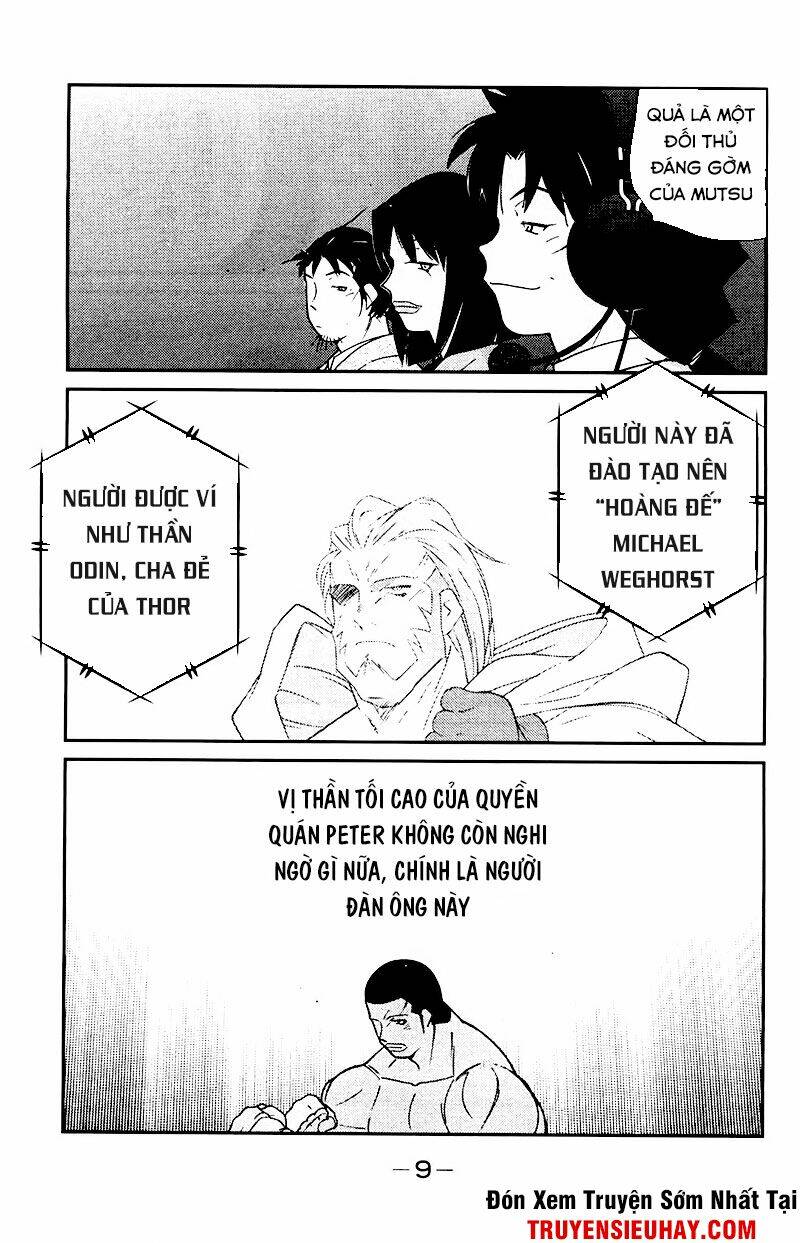 QUẢ LÀ MỘT
ĐỐI THỦ
ĐÁNG GỜM
CỦA MUTSU
NGƯỜI NÀY ĐÃ
ĐÀO TẠO NÊN
“HOÀNG ĐẾ”
MICHAEL
WEGHORST
NGƯỜI ĐƯỢC VÍ
NHƯ THẦN
ODIN, CHA ĐẺ
CỦA THOR
VỊ THẦN TỐI CAO CỦA QUYỀN
QUÁN PETER KHÔNG CÒN NGHI
NGỜ GÌ NỮA, CHÍNH LÀ NGƯỜI
ĐÀN ÔNG NÀY
—9—
Đón Xem Truyện Sớm Nhất Tại
TRUYENSIEUHAY.COM